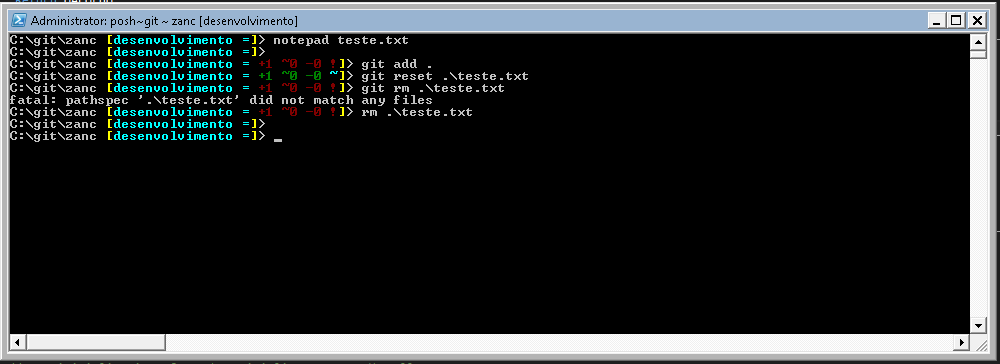 Administrator: posh~git ~ zanc [desenvolvimento]
C:\git\zanc [desenvolvimento =]> notepad teste.txt
C:\git\zanc [desenvolvimento =]>
C:\git\zanc [desenvolvimento = +1 ~0 -0 !]> git add .
C:\git\zanc [desenvolvimento = +1 ~0 -0 ~]> git reset .\teste.txt
C:\git\zanc [desenvolvimento = +1 ~0 -0 !]> git rm .\teste.txt
fatal: pathspec '.\teste.txt' did not match any files
C:\git\zanc [desenvolvimento = +1 ~0 -0 !]> rm .\teste.txt
C:\git\zanc [desenvolvimento =]>
C:\git\zanc [desenvolvimento =]> _